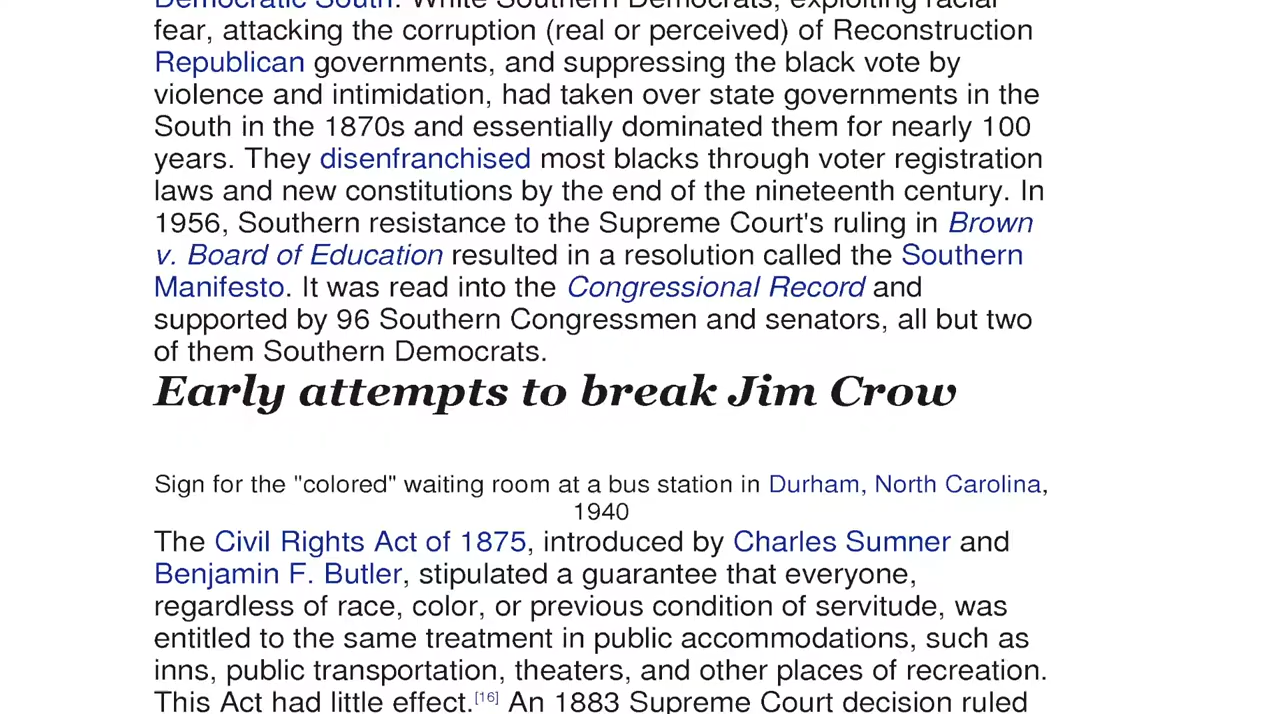 Democratic South. White Southern Democrats, exploiting racial
fear, attacking the corruption (real or perceived) of Reconstruction
Republican governments, and suppressing the black vote by
violence and intimidation, had taken over state governments in the
South in the 1870s and essentially dominated them for nearly 100
years. They disenfranchised most blacks through voter registration
laws and new constitutions by the end of the nineteenth century. In
1956, Southern resistance to the Supreme Court's ruling in Brown
v. Board of Education resulted in a resolution called the Southern
Manifesto. It was read into the Congressional Record and
supported by 96 Southern Congressmen and senators, all but two
of them Southern Democrats.
Early attempts to break Jim Crow
Sign for the "colored" waiting room at a bus station in Durham, North Carolina,
1940
The Civil Rights Act of 1875, introduced by Charles Sumner and
Benjamin F. Butler, stipulated a guarantee that everyone,
regardless of race, color, or previous condition of servitude, was
entitled to the same treatment in public accommodations, such as
inns, public transportation, theaters, and other places of recreation.
This Act had little effect.[16] An 1883 Supreme Court decision ruled